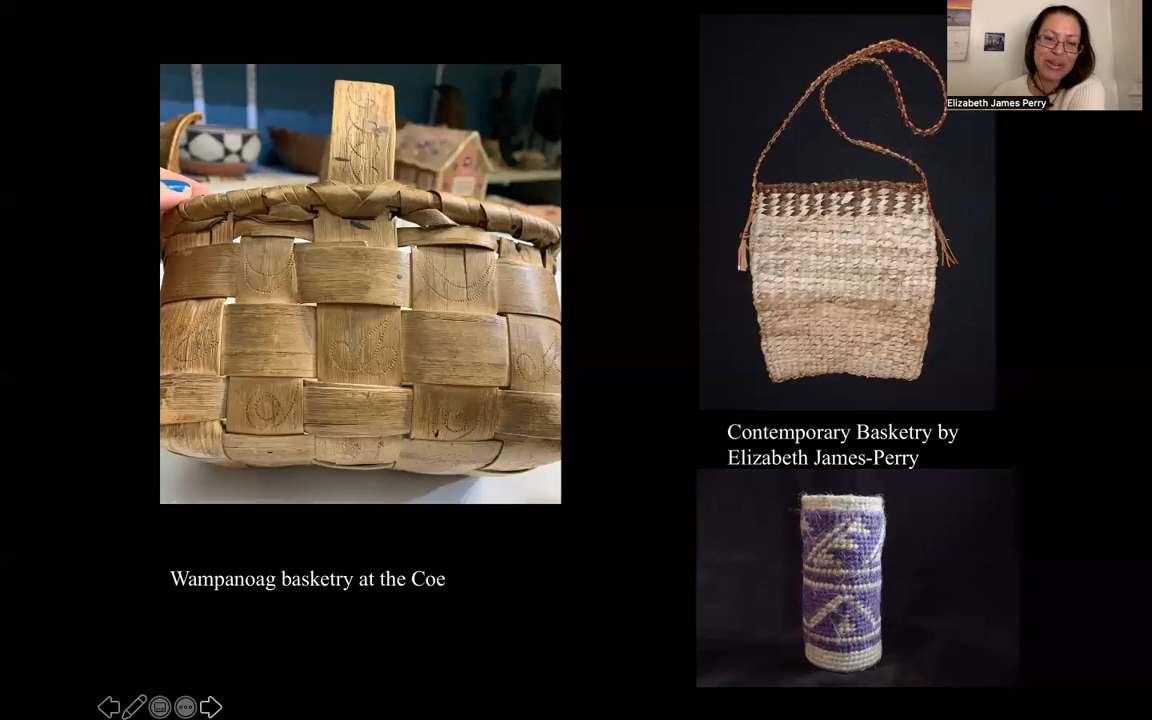 Elizabeth James Perry
Contemporary Basketry by
Elizabeth James-Perry
Wampanoag basketry at the Coe